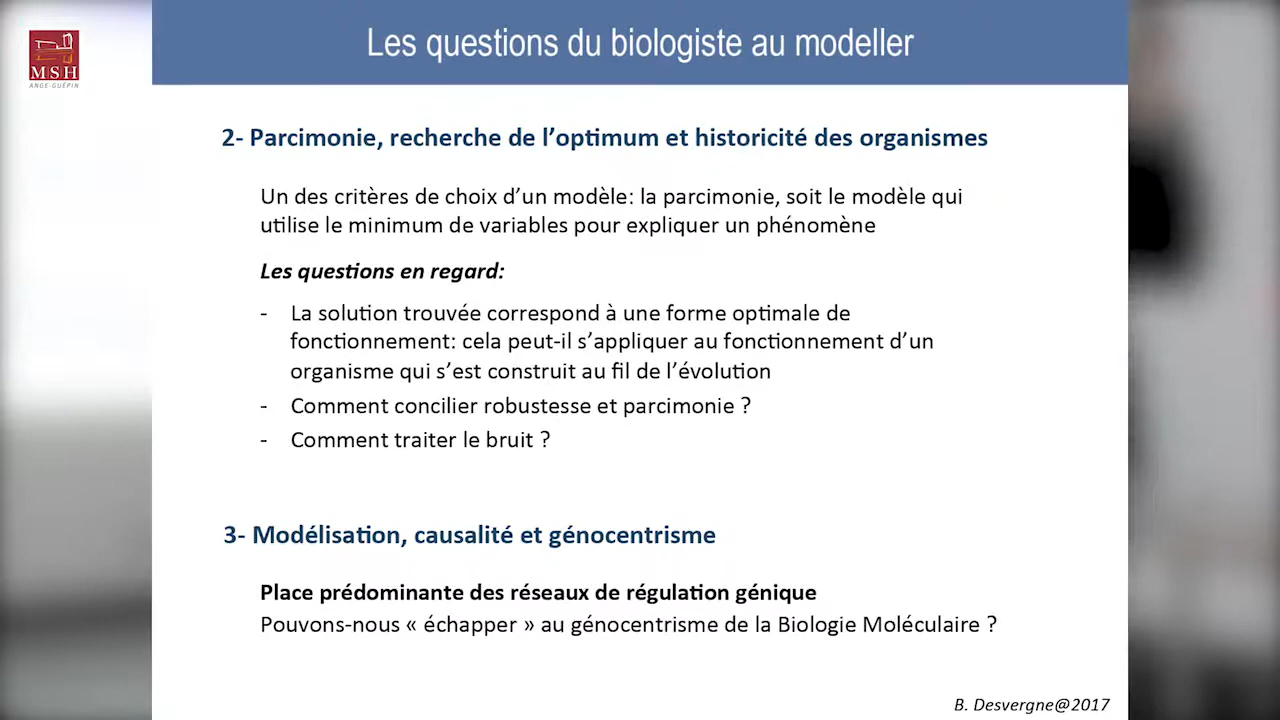 MSH
ANGE-GUÉPIN
Les questions du biologiste au modeller
2- Parcimonie, recherche de l’optimum et historicité des organismes
Un des critères de choix d’un modèle: la parcimonie, soit le modèle qui
utilise le minimum de variables pour expliquer un phénomène
Les questions en regard:
- La solution trouvée correspond à une forme optimale de
fonctionnement: cela peut-il s’appliquer au fonctionnement d’un
organisme qui s’est construit au fil de l’évolution
- Comment concilier robustesse et parcimonie ?
- Comment traiter le bruit ?
3- Modélisation, causalité et génocentrisme
Place prédominante des réseaux de régulation génique
Pouvons-nous « échapper » au génocentrisme de la Biologie Moléculaire ?
B. Desvergne@2017